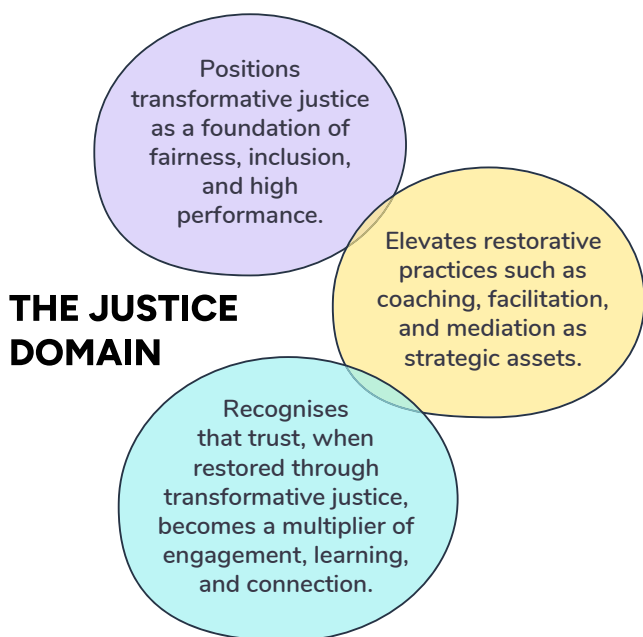 Positions
transformative justice
as a foundation of
fairness, inclusion,
and high
performance.
Elevates restorative
practices such as
coaching, facilitation,
and mediation as
strategic assets.
THE JUSTICE
DOMAIN
Recognises
that trust, when
restored through
transformative justice,
becomes a multiplier of
engagement, learning,
and connection.